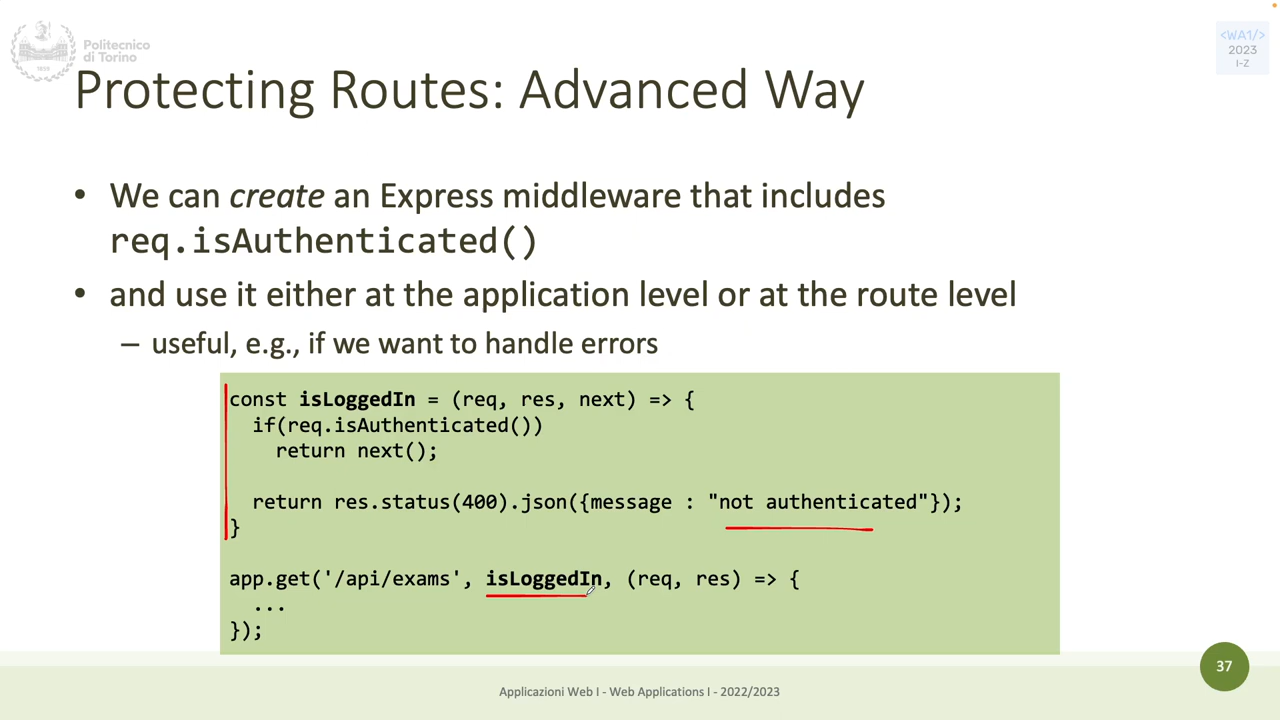 Politecnico
di Torino
1859
<WA1/>
2023
I-Z
Protecting Routes: Advanced Way
• We can create an Express middleware that includes
req.isAuthenticated()
• and use it either at the application level or at the route level
– useful, e.g., if we want to handle errors
const isLoggedIn = (req, res, next) => {
  if(req.isAuthenticated())
    return next();
  return res.status(400).json({message : "not authenticated"});
}
app.get('/api/exams', isLoggedIn, (req, res) => {
  ...
});
37
Applicazioni Web I - Web Applications I - 2022/2023